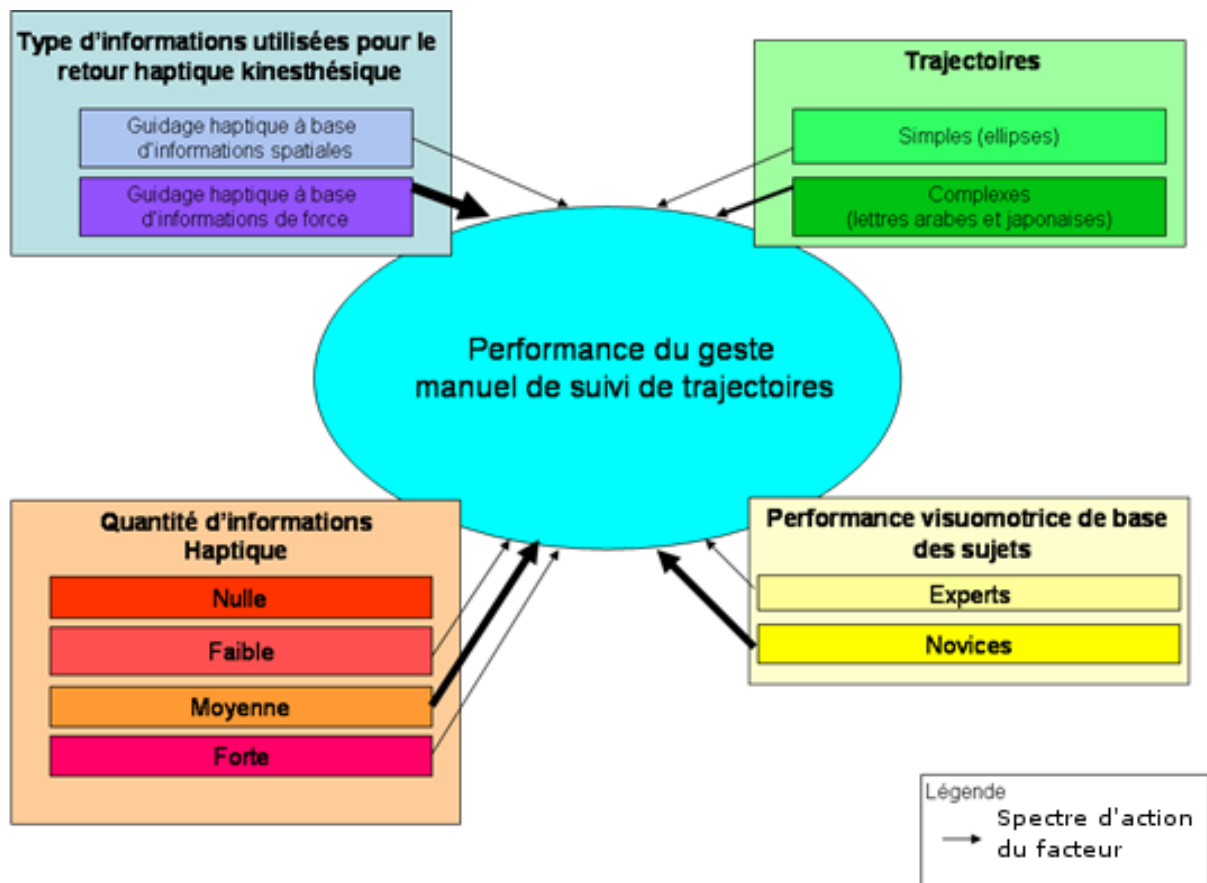 Type d'informations utilisées pour le
retour haptique kinesthésique
Guidage haptique à base
d'informations spatiales
Guidage haptique à base
d'informations de force
Trajectoires
Simples (ellipses)
Complexes
(lettres arabes et japonaises)
Performance du geste
manuel de suivi de trajectoires
Quantité d'informations
Haptique
Nulle
Faible
Moyenne
Forte
Performance visuomotrice de base
des sujets
Experts
Novices
Légende
Spectre d'action
du facteur